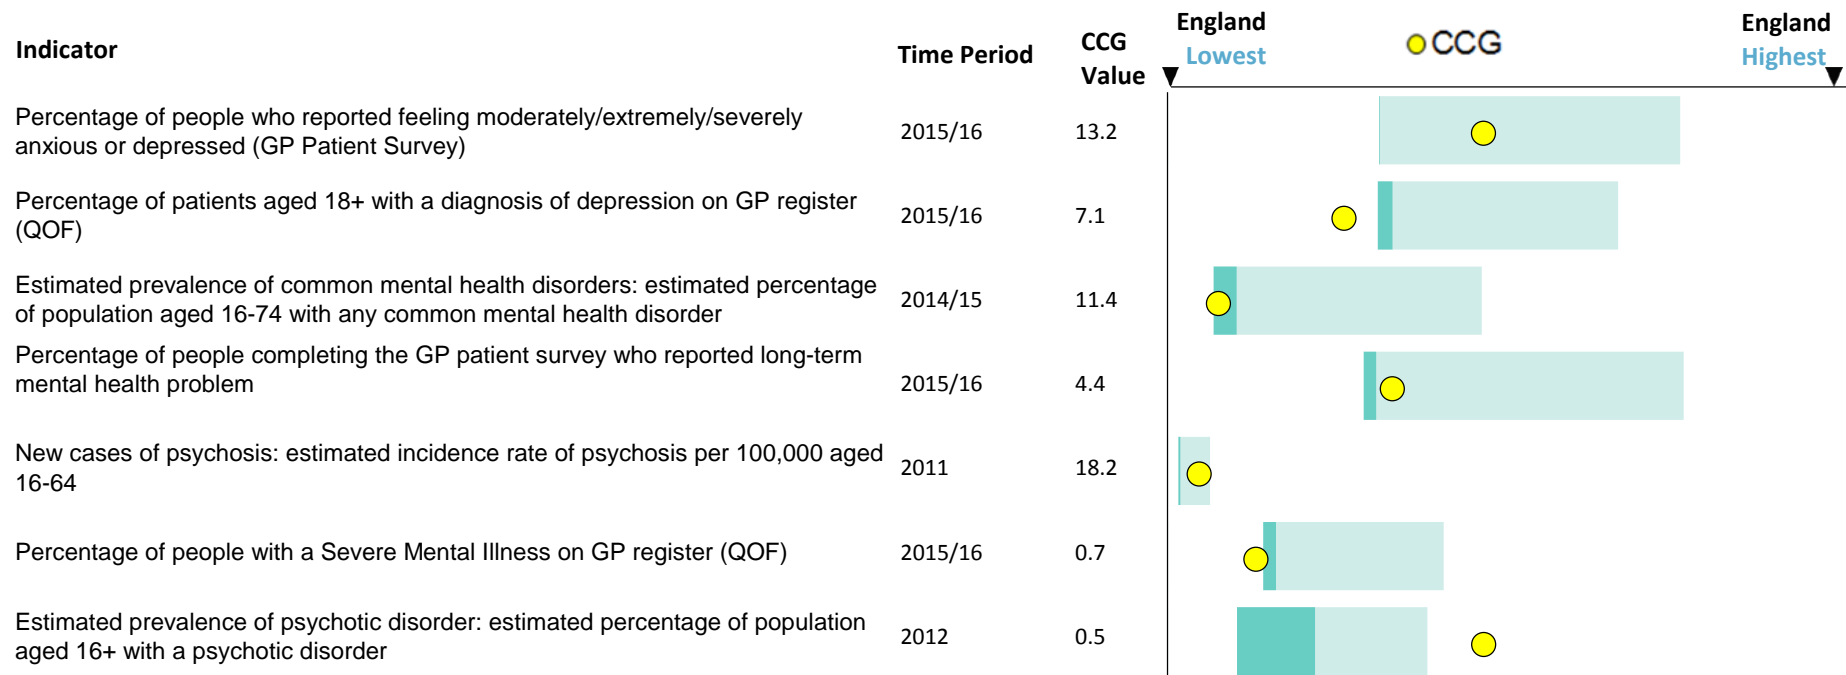 Indicator
Time Period
CCG
Value
England
Lowest
CCG
England
Highest
Percentage of people who reported feeling moderately/extremely/severely
anxious or depressed (GP Patient Survey)
2015/16
13.2
Percentage of patients aged 18+ with a diagnosis of depression on GP register
(QOF)
2015/16
7.1
Estimated prevalence of common mental health disorders: estimated percentage
of population aged 16-74 with any common mental health disorder
2014/15
11.4
Percentage of people completing the GP patient survey who reported long-term
mental health problem
2015/16
4.4
New cases of psychosis: estimated incidence rate of psychosis per 100,000 aged
16-64
2011
18.2
Percentage of people with a Severe Mental Illness on GP register (QOF)
2015/16
0.7
Estimated prevalence of psychotic disorder: estimated percentage of population
aged 16+ with a psychotic disorder
2012
0.5